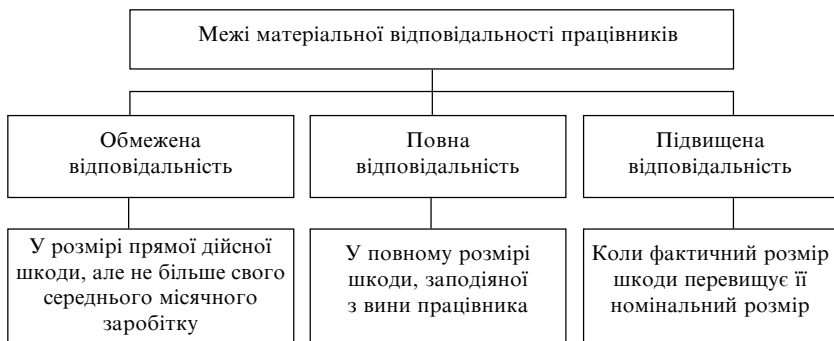 Межі матеріальної відповідальності працівників
Обмежена
відповідальність
Повна
відповідальність
Підвищена
відповідальність
У розмірі прямої дійсної
шкоди, але не більше свого
середнього місячного
заробітку
У повному розмірі
шкоди, заподіяної
з вини працівника
Коли фактичний розмір
шкоди перевищує її
номінальний розмір